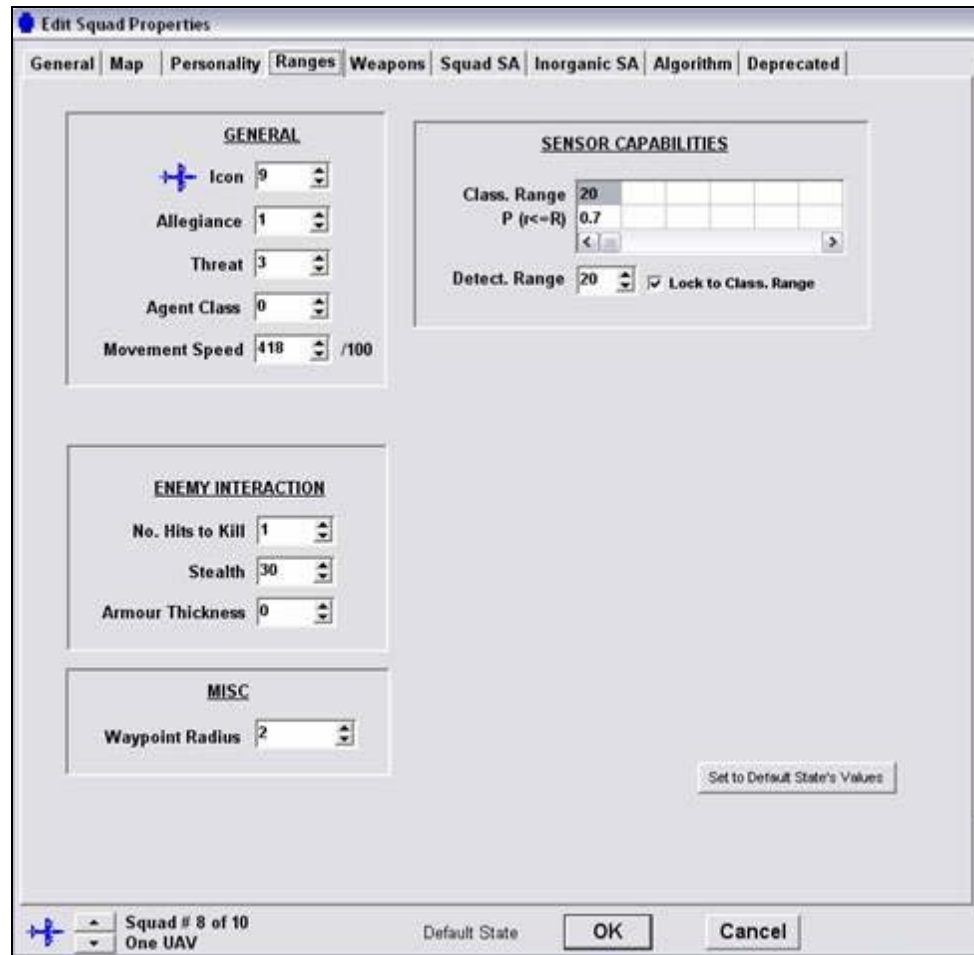 Edit Squad Properties
General Map Personality Ranges Weapons Squad SA Inorganic SA Algorithm Deprecated
GENERAL
Icon 9
Allegiance 1
Threat 3
Agent Class 0
Movement Speed 418 /100
SENSOR CAPABILITIES
Class. Range 20
P (r<=R) 0.7
Detect. Range 20 Lock to Class. Range
ENEMY INTERACTION
No. Hits to Kill 1
Stealth 30
Armour Thickness 0
MISC
Waypoint Radius 2
Set to Default State's Values
Squad # 8 of 10
One UAV
Default State OK Cancel